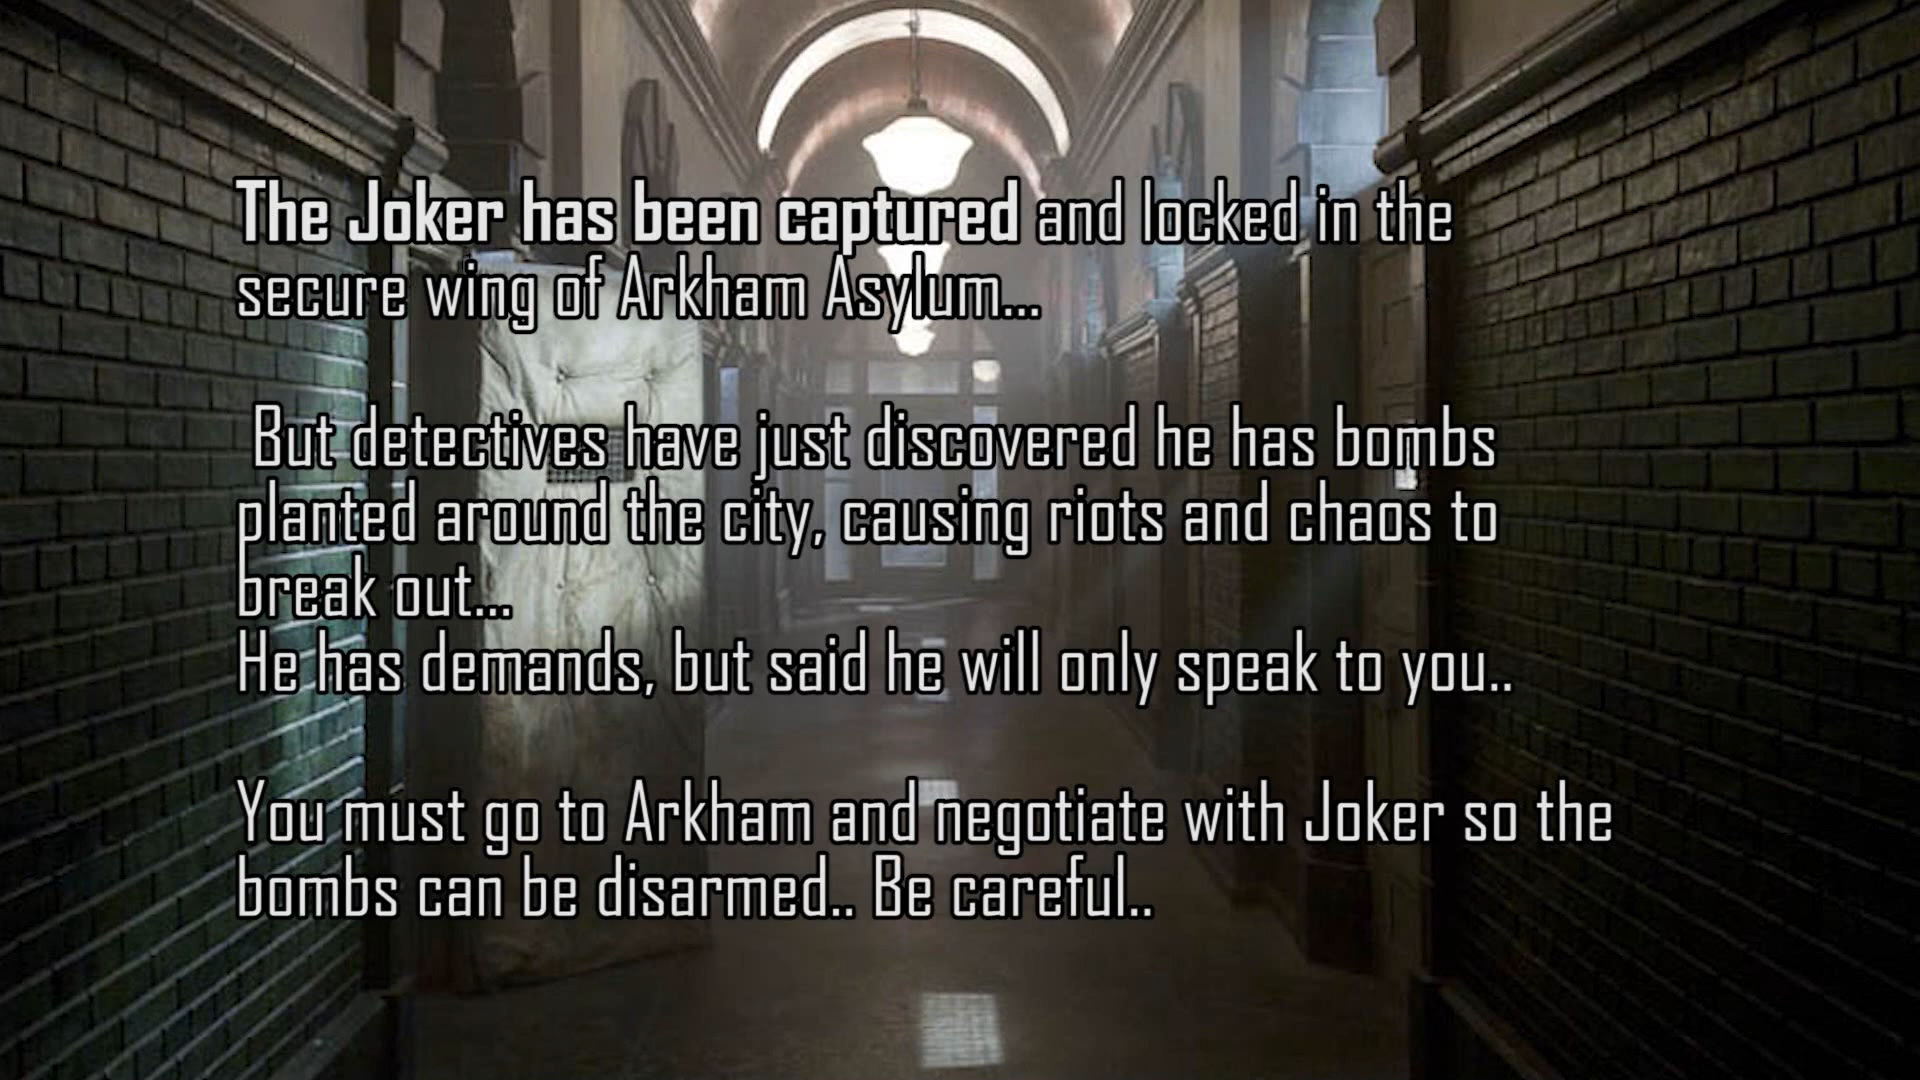 The Joker has been captured and locked in the
secure wing of Arkham Asylum...
But detectives have just discovered he has bombs
planted around the city, causing riots and chaos to
break out...
He has demands, but said he will only speak to you..
You must go to Arkham and negotiate with Joker so the
bombs can be disarmed.. Be careful..